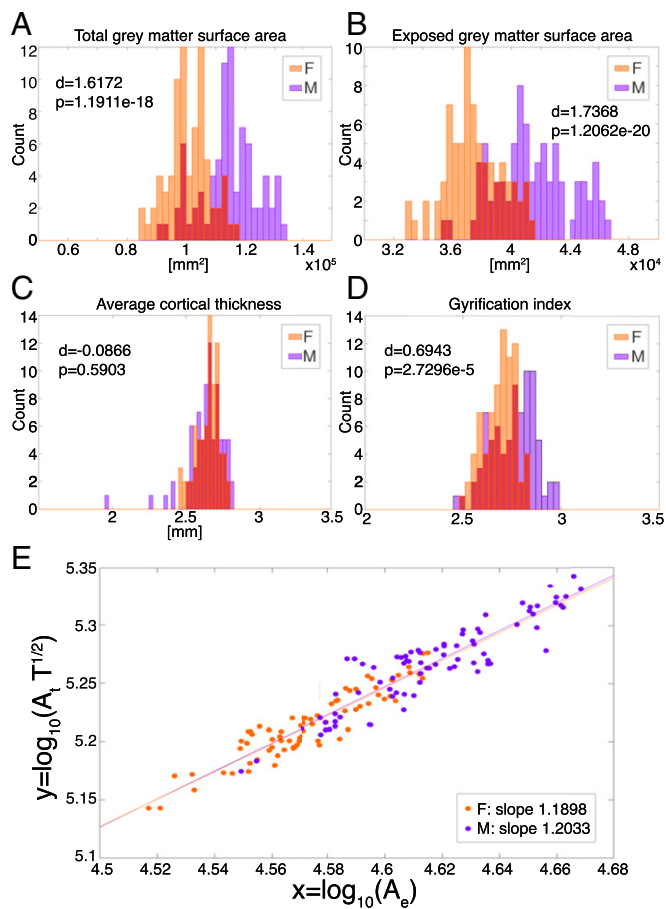 A
Total grey matter surface area
12
10
8
6
4
2
0
Count
d=1.6172
p=1.1911e-18
F
M
0.6
0.8
1
1.2
1.4
[mm²]
x10⁵
B
Exposed grey matter surface area
10
8
6
4
2
0
Count
F
M
d=1.7368
p=1.2062e-20
3.2
3.6
4
4.4
4.8
[mm²]
x10⁴
C
Average cortical thickness
14
12
10
8
6
4
2
0
Count
d=-0.0866
p=0.5903
F
M
2
2.5
3
3.5
[mm]
D
Gyrification index
14
12
10
8
6
4
2
0
Count
d=0.6943
p=2.7296e-5
F
M
2
2.5
3
3.5
E
5.35
5.3
5.25
5.2
5.15
5.1
y=log₁₀(Aₜ T¹/²)
F: slope 1.1898
M: slope 1.2033
4.5
4.52
4.54
4.56
4.58
4.6
4.62
4.64
4.66
4.68
x=log₁₀(Aₑ)